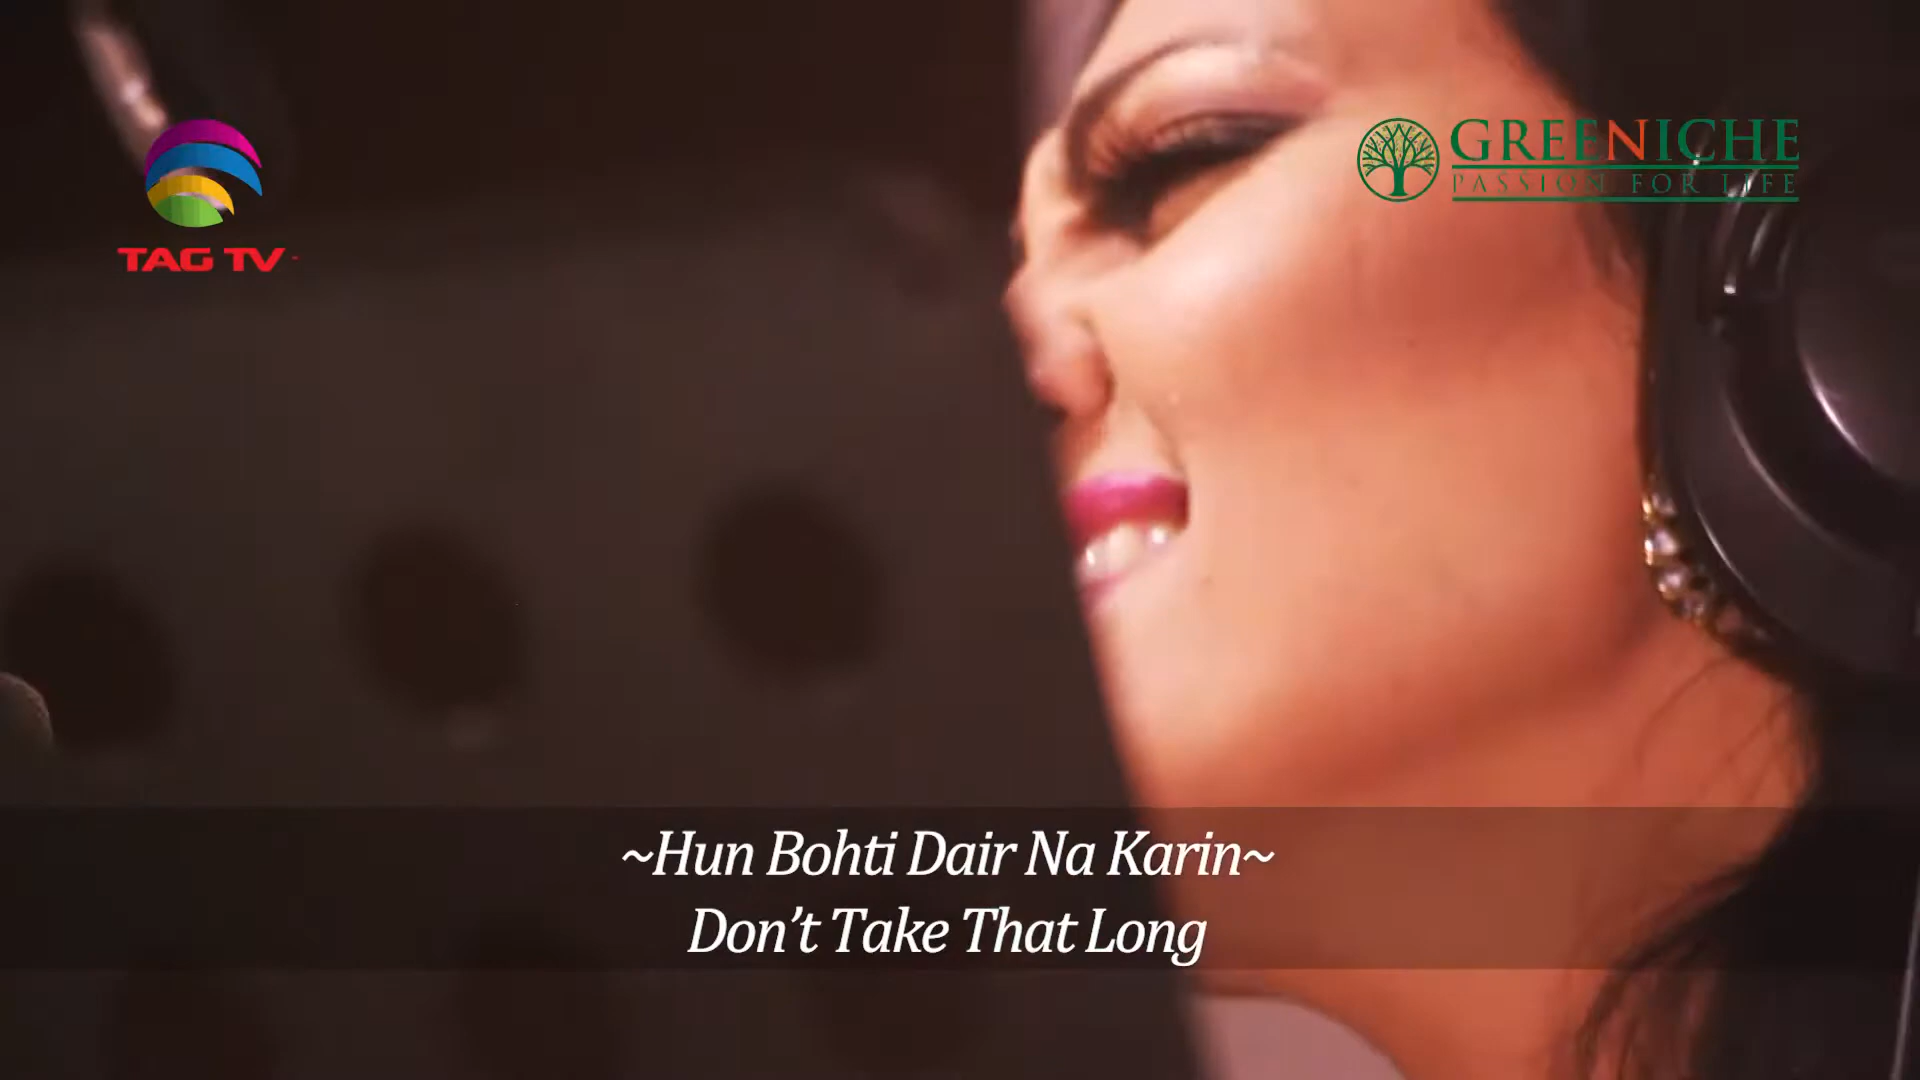 TAG TV
GREENICHE
PASSION FOR LIFE
~Hun Bohti Dair Na Karin~
Don't Take That Long